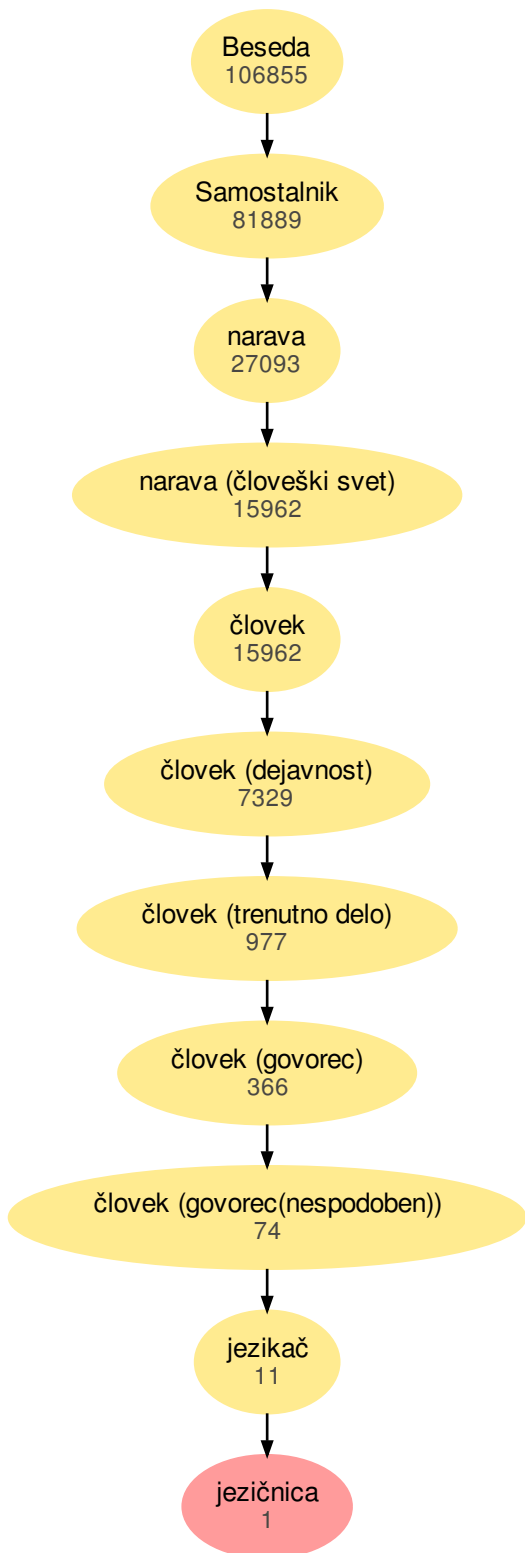 Beseda
106855
Samostalnik
81889
narava
27093
narava (človeški svet)
15962
človek
15962
človek (dejavnost)
7329
človek (trenutno delo)
977
človek (govorec)
366
človek (govorec(nespodoben))
74
jezikač
11
jezičnica
1